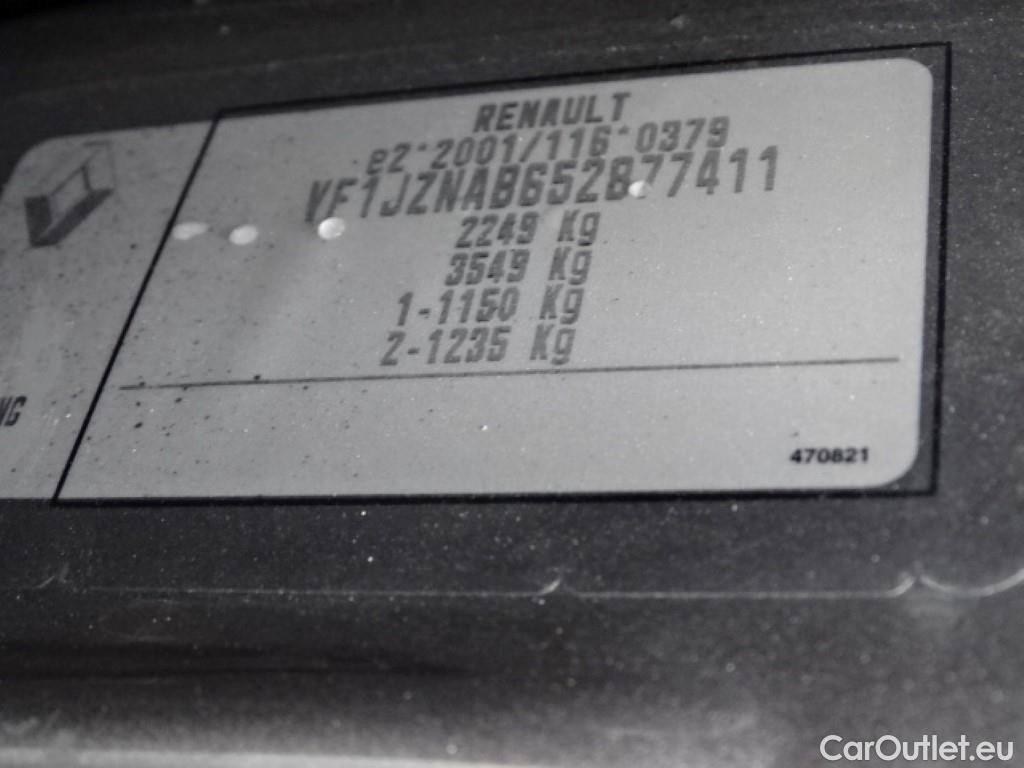 RENAULT
e2*2001/116*0379
VF1JZNAB652877411
2249 Kg
3549 Kg
1-1150 Kg
2-1235 Kg
NG
470821
CarOutlet.eu